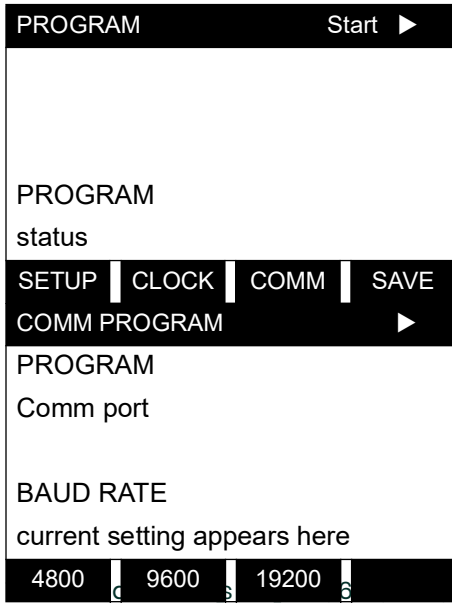 PROGRAM Start ▶
PROGRAM
status
SETUP CLOCK COMM SAVE
COMM PROGRAM ▶
PROGRAM
Comm port
BAUD RATE
current setting appears here
4800 9600 19200